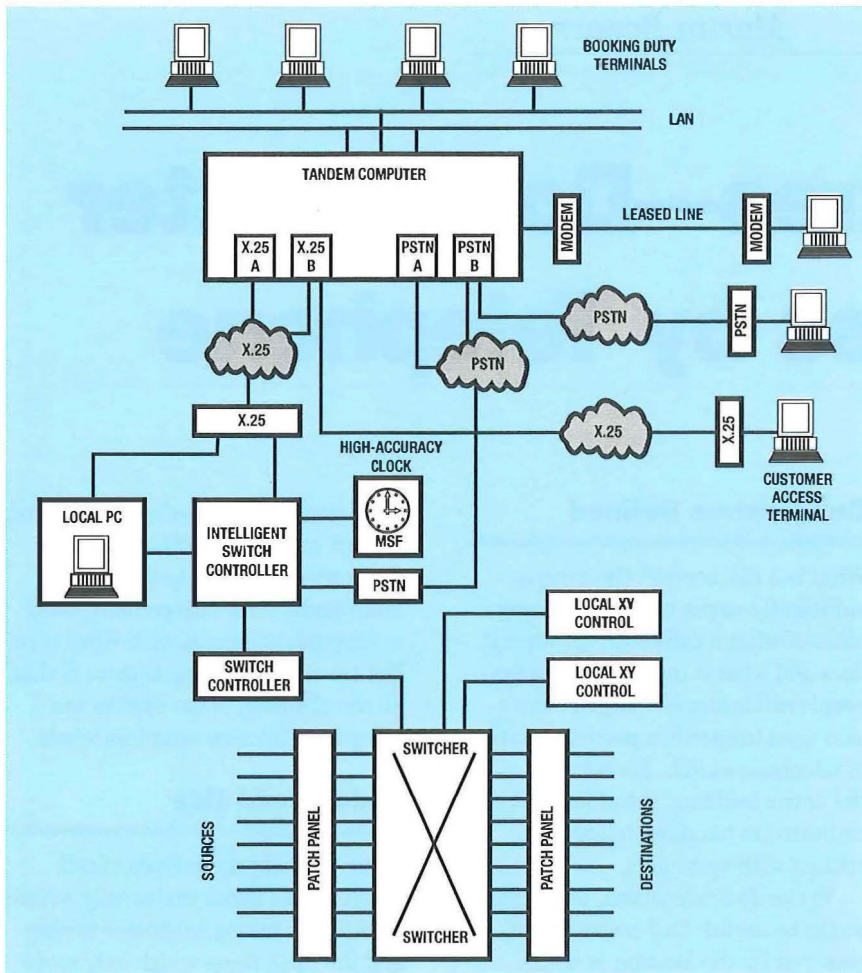 BOOKING DUTY
TERMINALS
LAN
TANDEM COMPUTER
X.25
A
X.25
B
PSTN
A
PSTN
B
MODEM
LEASED LINE
MODEM
X.25
PSTN
PSTN
PSTN
X.25
X.25
X.25
CUSTOMER
ACCESS
TERMINAL
HIGH-ACCURACY
CLOCK
MSF
LOCAL PC
INTELLIGENT
SWITCH
CONTROLLER
PSTN
SWITCH
CONTROLLER
LOCAL XY
CONTROL
LOCAL XY
CONTROL
SOURCES
PATCH PANEL
SWITCHER
SWITCHER
PATCH PANEL
DESTINATIONS